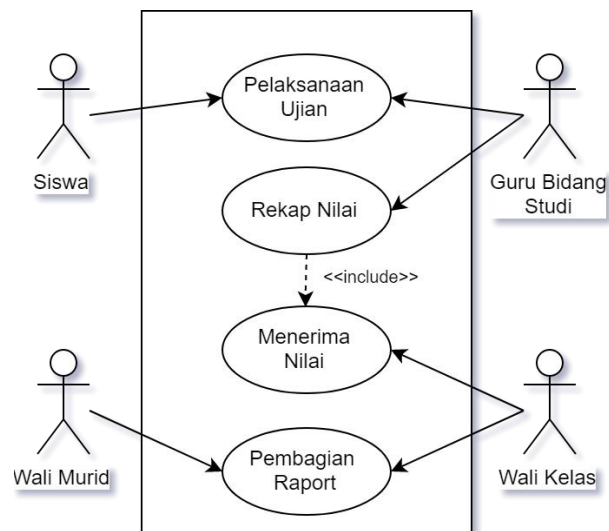 Pelaksanaan
Ujian
Siswa
Guru Bidang
Studi
Rekap Nilai
<<include>>
Menerima
Nilai
Pembagian
Raport
Wali Murid
Wali Kelas